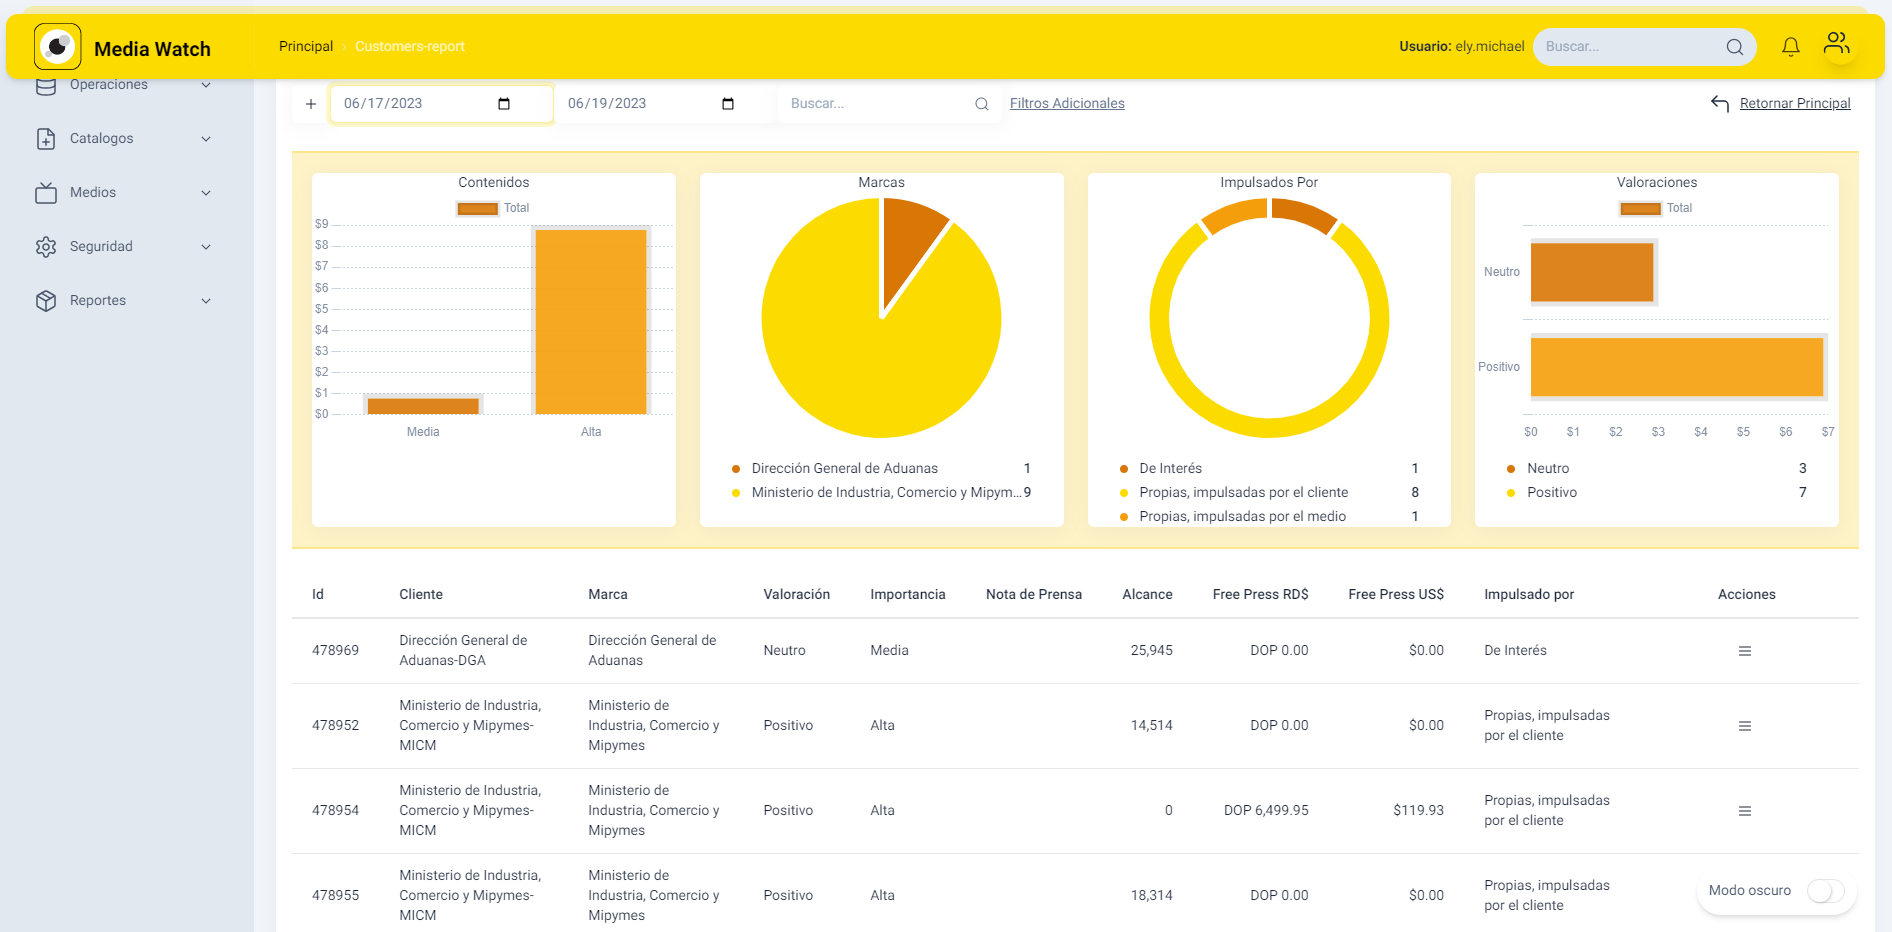 Media Watch
Principal > Customers-report
Usuario: ely.michael
Buscar...
Operaciones
Catalogos
Medios
Seguridad
Reportes
+ 06/17/2023 06/19/2023 Buscar... Filtros Adicionales
Retornar Principal
Contenidos
Total
$9
$8
$7
$6
$5
$4
$3
$2
$1
$0
Media Alta
Marcas
Dirección General de Aduanas 1
Ministerio de Industria, Comercio y Mipym... 9
Impulsados Por
De Interés 1
Propias, impulsadas por el cliente 8
Propias, impulsadas por el medio 1
Valoraciones
Total
Neutro
Positivo
$0 $1 $2 $3 $4 $5 $6 $7
Neutro 3
Positivo 7
Id Cliente Marca Valoración Importancia Nota de Prensa Alcance Free Press RD$ Free Press US$ Impulsado por Acciones
478969
Dirección General de
Aduanas-DGA
Dirección General de
Aduanas
Neutro Media 25,945 DOP 0.00 $0.00 De Interés
478952
Ministerio de Industria,
Comercio y Mipymes-
MICM
Ministerio de
Industria, Comercio y
Mipymes
Positivo Alta 14,514 DOP 0.00 $0.00
Propias, impulsadas
por el cliente
478954
Ministerio de Industria,
Comercio y Mipymes-
MICM
Ministerio de
Industria, Comercio y
Mipymes
Positivo Alta 0 DOP 6,499.95 $119.93
Propias, impulsadas
por el cliente
478955
Ministerio de Industria,
Comercio y Mipymes-
MICM
Ministerio de
Industria, Comercio y
Mipymes
Positivo Alta 18,314 DOP 0.00 $0.00
Propias, impulsadas
por el cliente
Modo oscuro